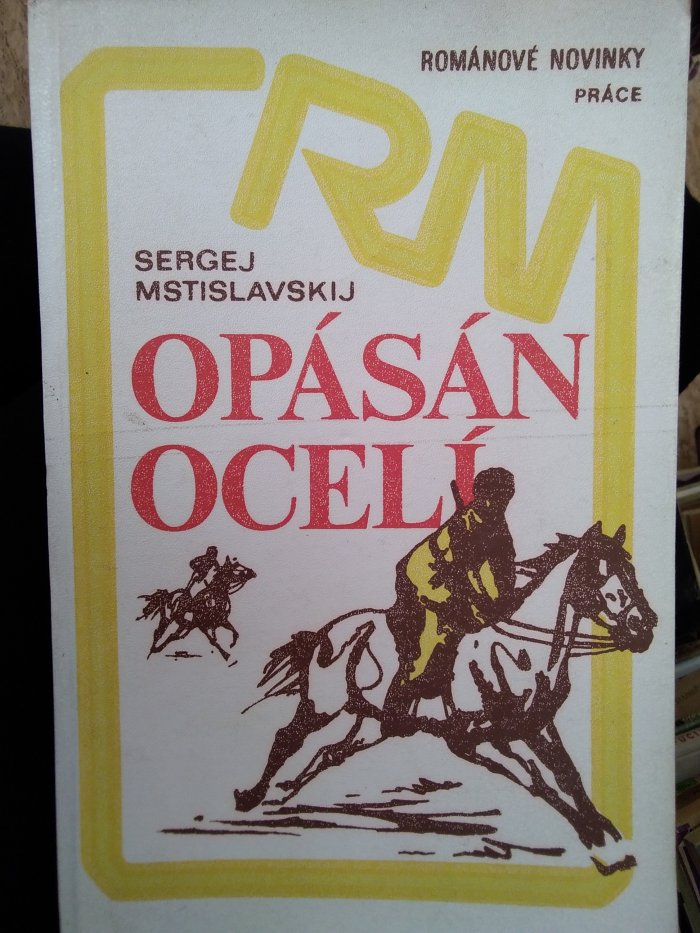 ROMÁNOVÉ NOVINKY
PRÁCE
RM
SERGEJ
MSTISLAVSKIJ
OPÁSÁN
OCELÍ